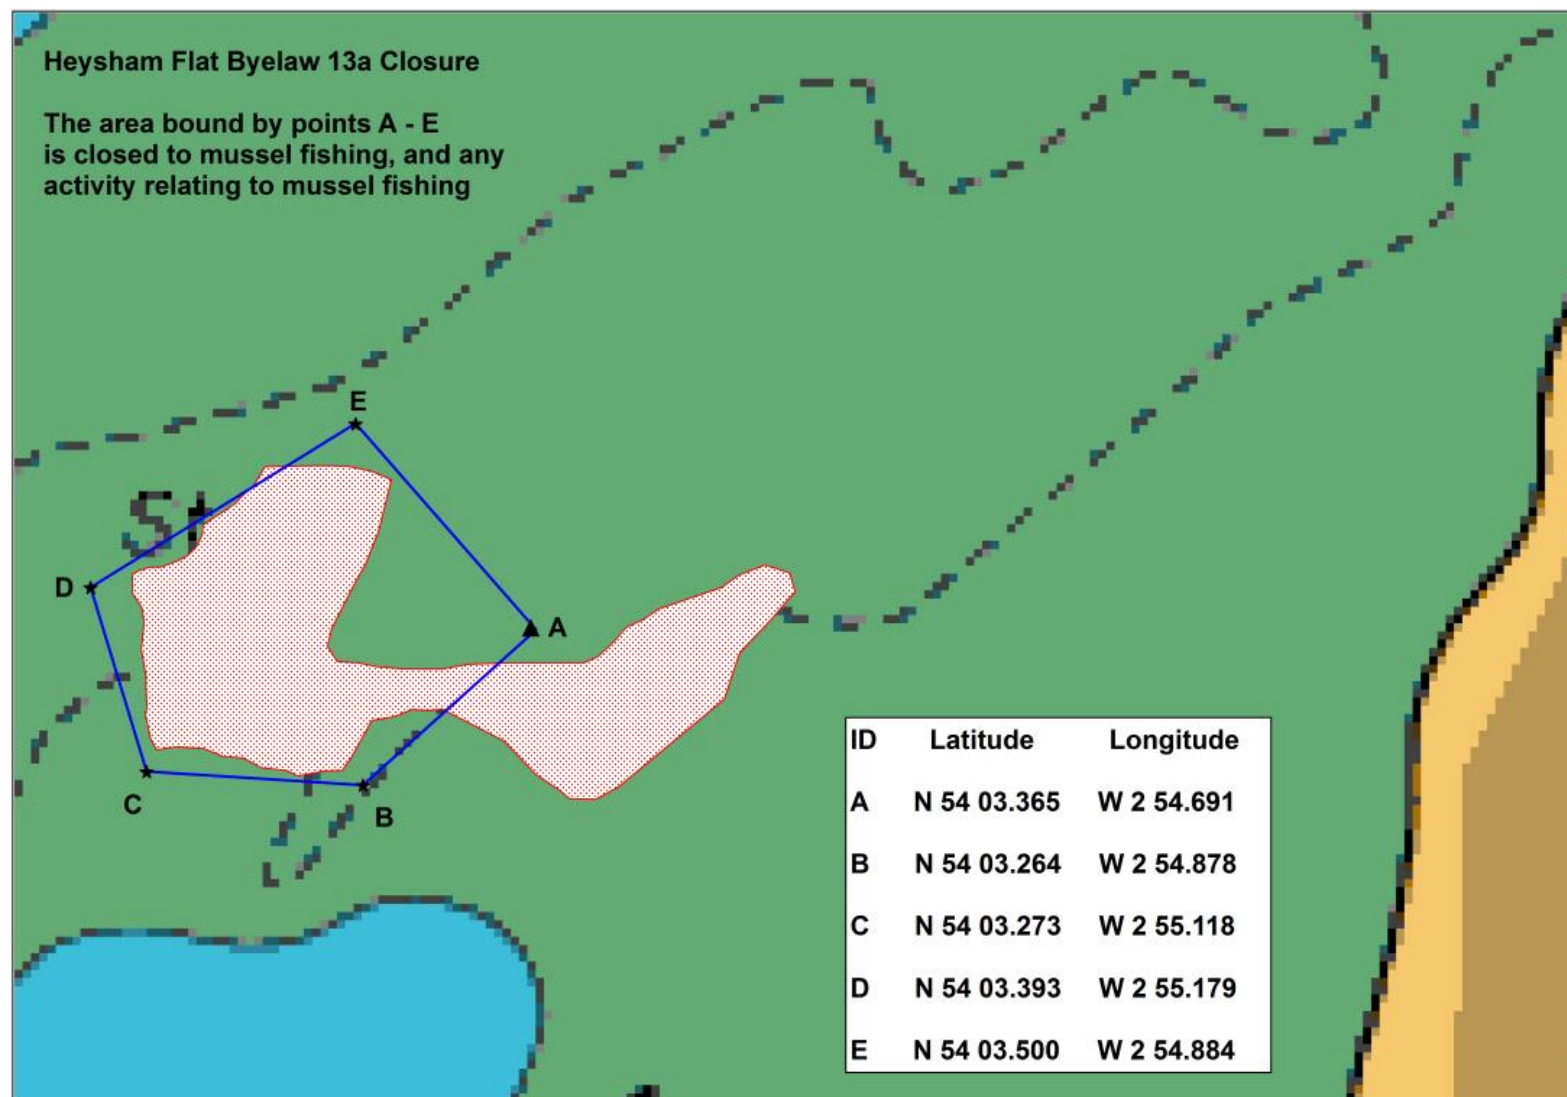 Heysham Flat Byelaw 13a Closure
The area bound by points A - E
is closed to mussel fishing, and any
activity relating to mussel fishing
E
St
D
A
C
B
ID Latitude Longitude
A N 54 03.365 W 2 54.691
B N 54 03.264 W 2 54.878
C N 54 03.273 W 2 55.118
D N 54 03.393 W 2 55.179
E N 54 03.500 W 2 54.884